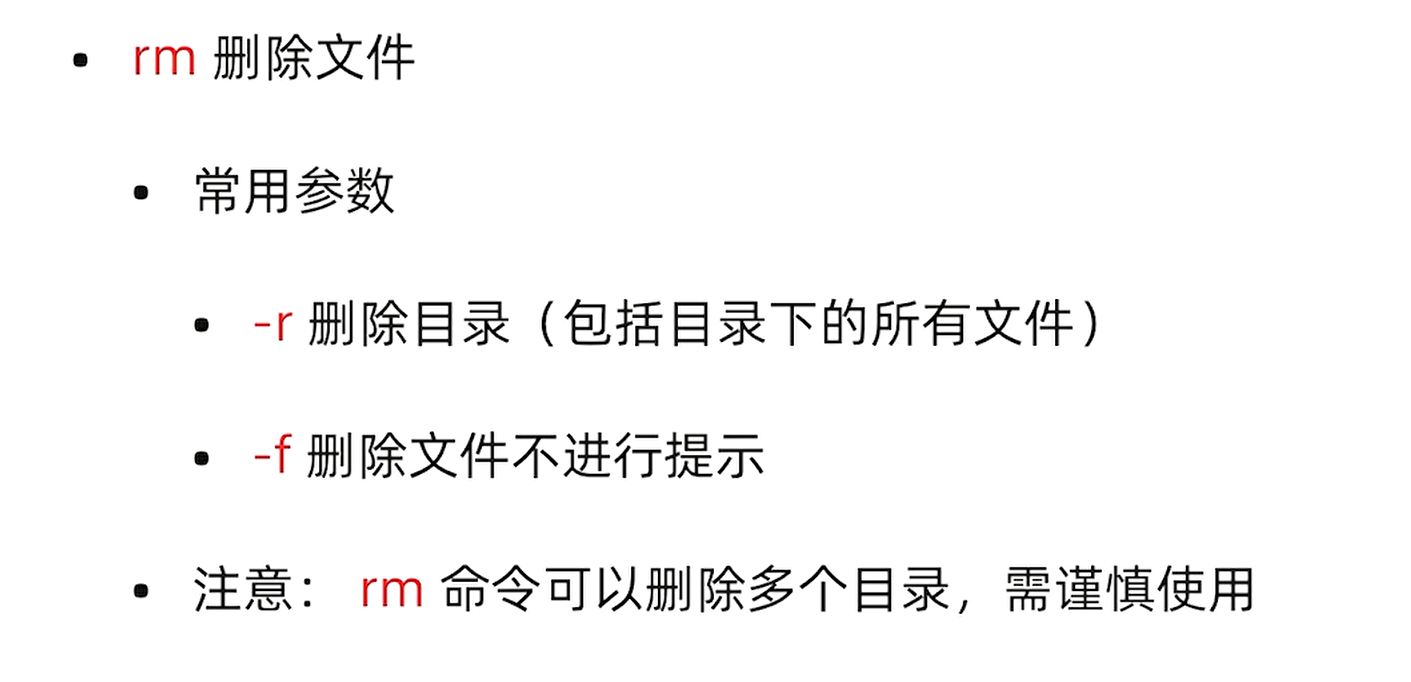 • rm 删除文件
• 常用参数
• -r 删除目录（包括目录下的所有文件）
• -f 删除文件不进行提示
• 注意： rm 命令可以删除多个目录，需谨慎使用